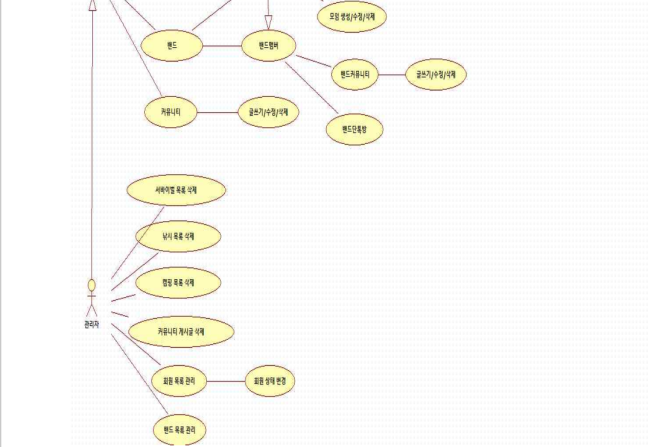 모임 생성/수정/삭제
밴드
밴드멤버
밴드커뮤니티
글쓰기/수정/삭제
커뮤니티
글쓰기/수정/삭제
밴드단톡방
서바이벌 목록 삭제
낚시 목록 삭제
캠핑 목록 삭제
커뮤니티 게시글 삭제
관리자
회원 목록 관리
회원 상태 변경
밴드 목록 관리